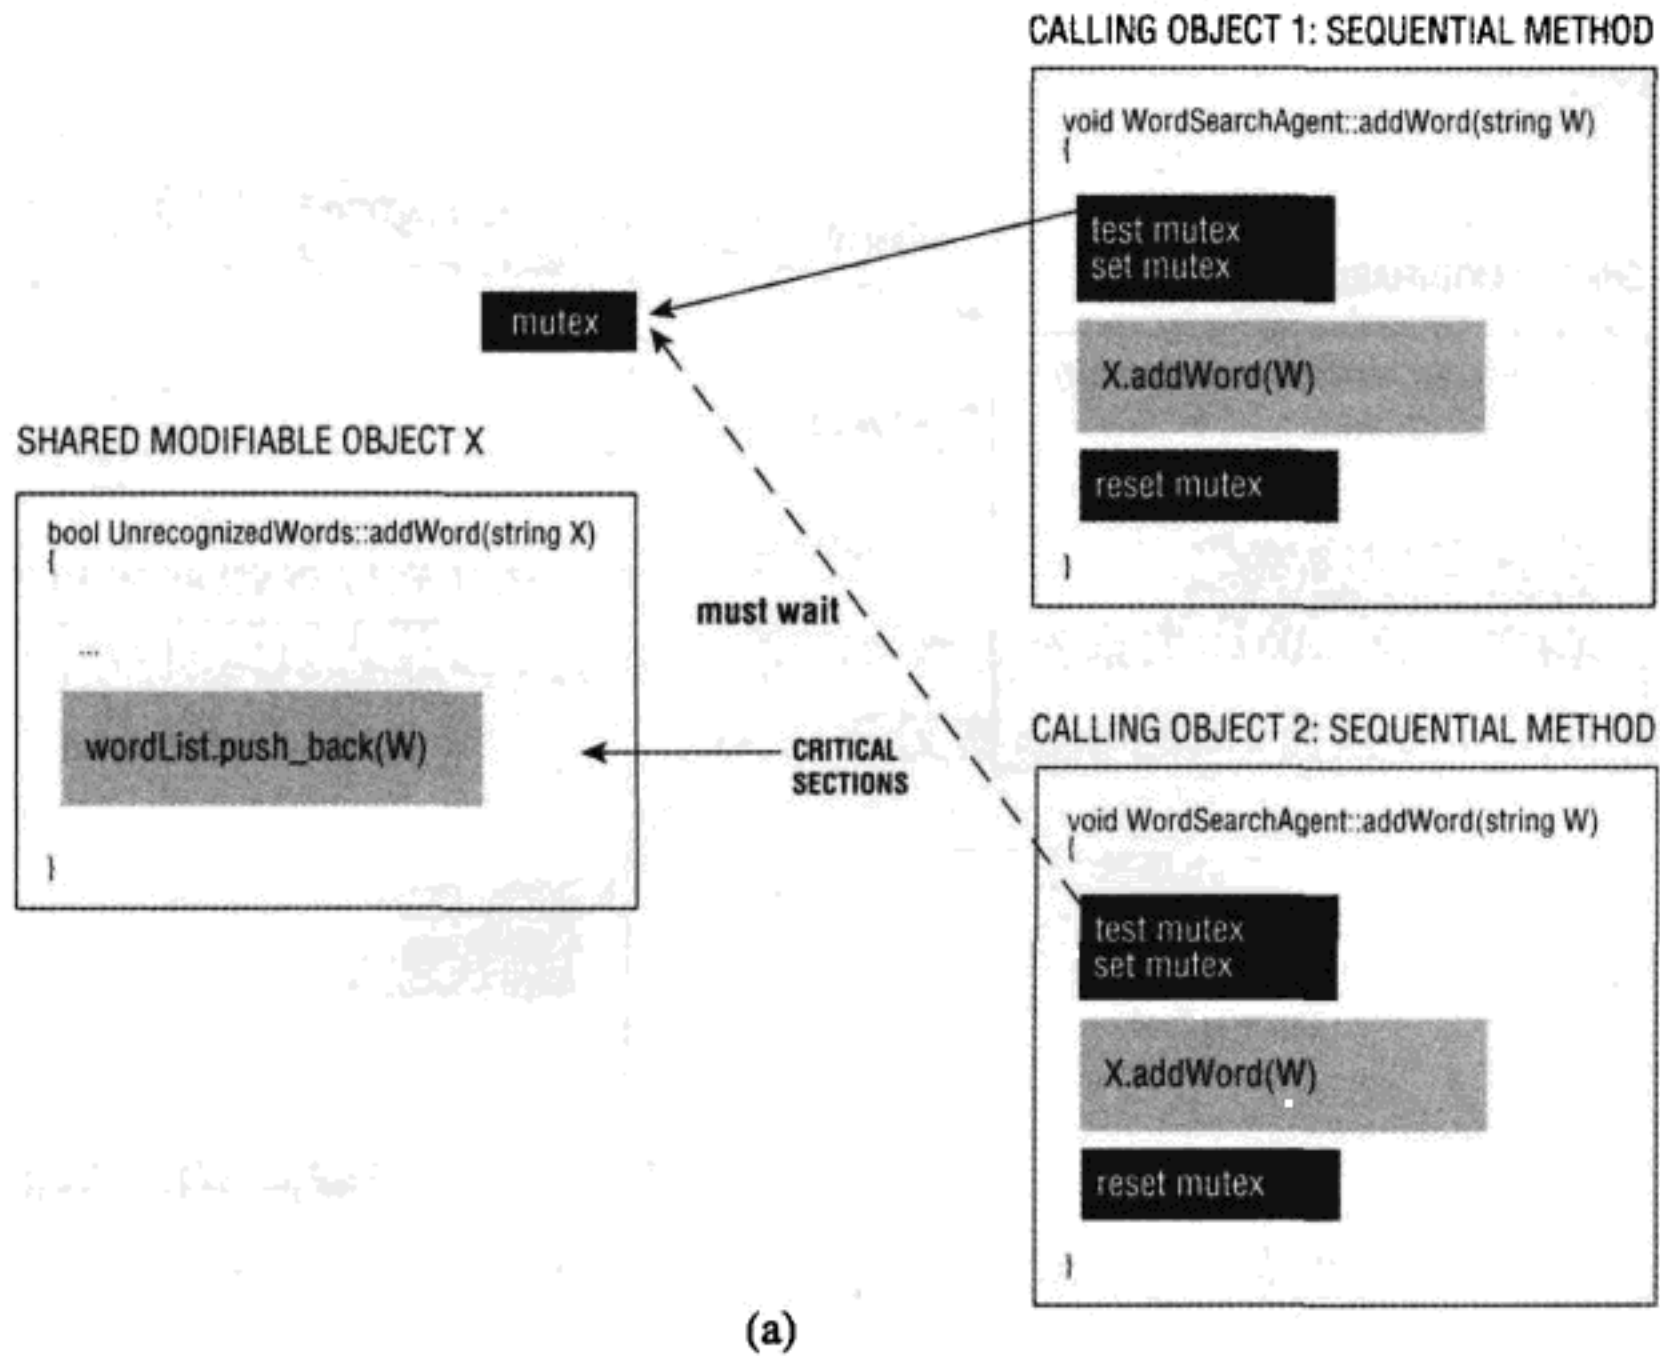 CALLING OBJECT 1: SEQUENTIAL METHOD
void WordSearchAgent::addWord(string W)
{
test mutex
set mutex
X.addWord(W)
reset mutex
}
mutex
SHARED MODIFIABLE OBJECT X
bool UnrecognizedWords::addWord(string X)
{
...
wordList.push_back(W)
}
must wait
CRITICAL
SECTIONS
CALLING OBJECT 2: SEQUENTIAL METHOD
void WordSearchAgent::addWord(string W)
{
test mutex
set mutex
X.addWord(W)
reset mutex
}
(a)